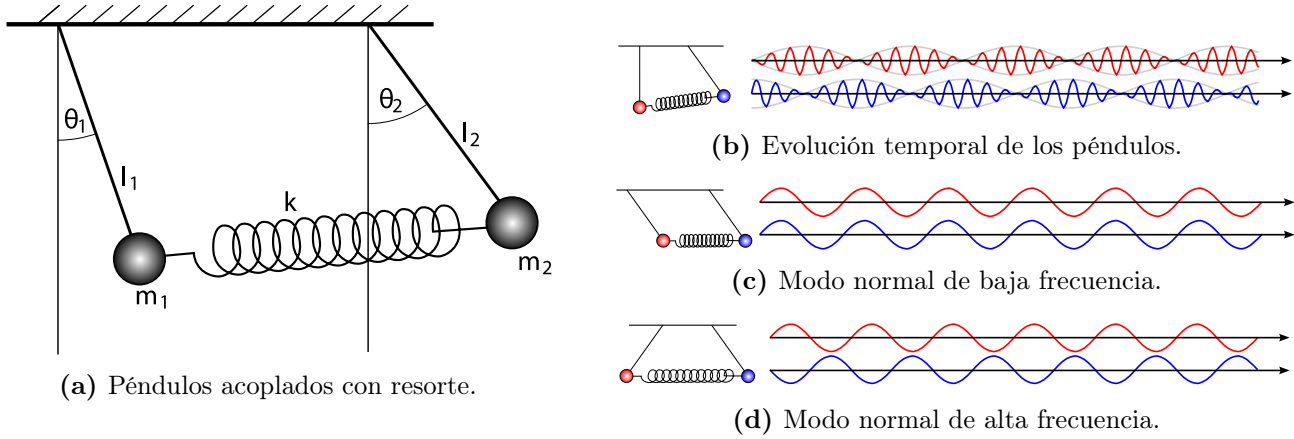 θ₁
θ₂
l₁
l₂
k
m₁
m₂
(a) Péndulos acoplados con resorte.
(b) Evolución temporal de los péndulos.
(c) Modo normal de baja frecuencia.
(d) Modo normal de alta frecuencia.